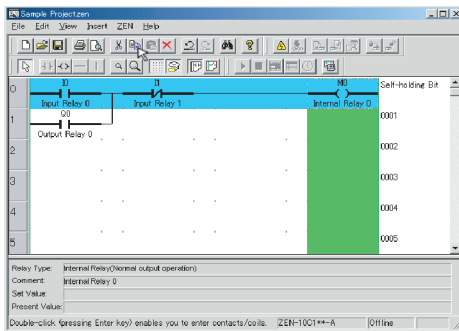 Sample Project.zen
File Edit View Insert ZEN Help
0 I0 I1 M0 Self-holding Bit
Input Relay 0 Input Relay 1 Internal Relay 0
1 Q0 0001
Output Relay 0
2 0002
3 0003
4 0004
5 0005
Relay Type: Internal Relay(Normal output operation)
Comment: Internal Relay 0
Set Value:
Present Value:
Double-click (pressing Enter key) enables you to enter contacts/coils. ZEN-10C1**-A Offline